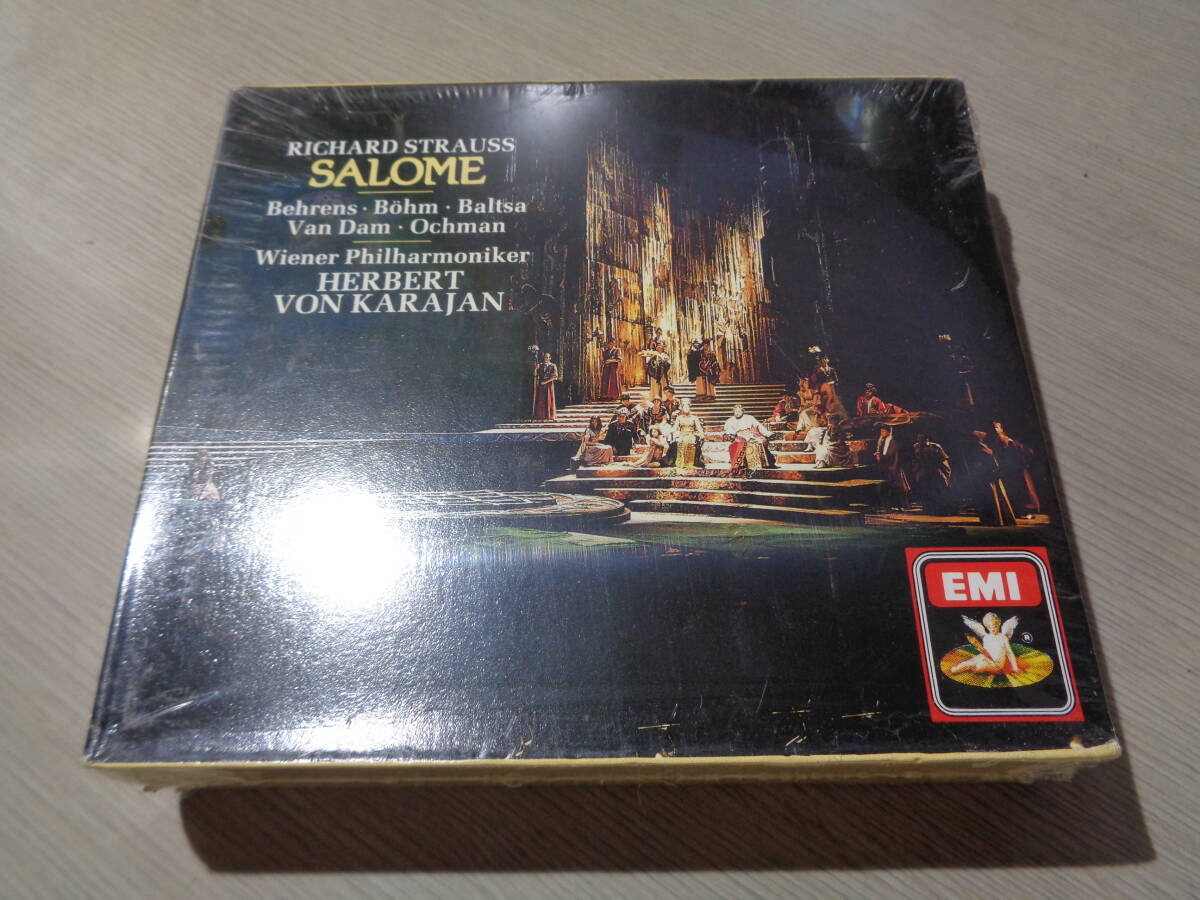 RICHARD STRAUSS
SALOME
Behrens · Böhm · Baltsa
Van Dam · Ochman
Wiener Philharmoniker
HERBERT
VON KARAJAN
EMI
®